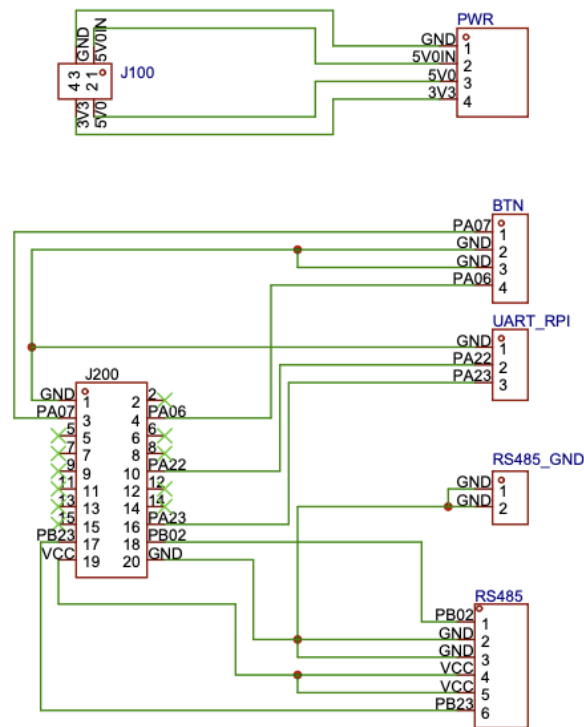 PWR
GND 1
5V0IN 2
5V0 3
3V3 4
GND 5V0IN
4 3 2 1 J100
3V3 5V0
BTN
PA07 1
GND 2
GND 3
PA06 4
UART_RPI
GND 1
PA22 2
PA23 3
J200
GND 1 2 2
PA07 3 4 PA06
5 5 6 6
7 7 8 8
9 9 10 PA22
11 11 12 12
13 13 14 14
15 15 16 PA23
PB23 17 18 PB02
VCC 19 20 GND
RS485_GND
GND 1
GND 2
RS485
PB02 1
GND 2
GND 3
VCC 4
VCC 5
PB23 6